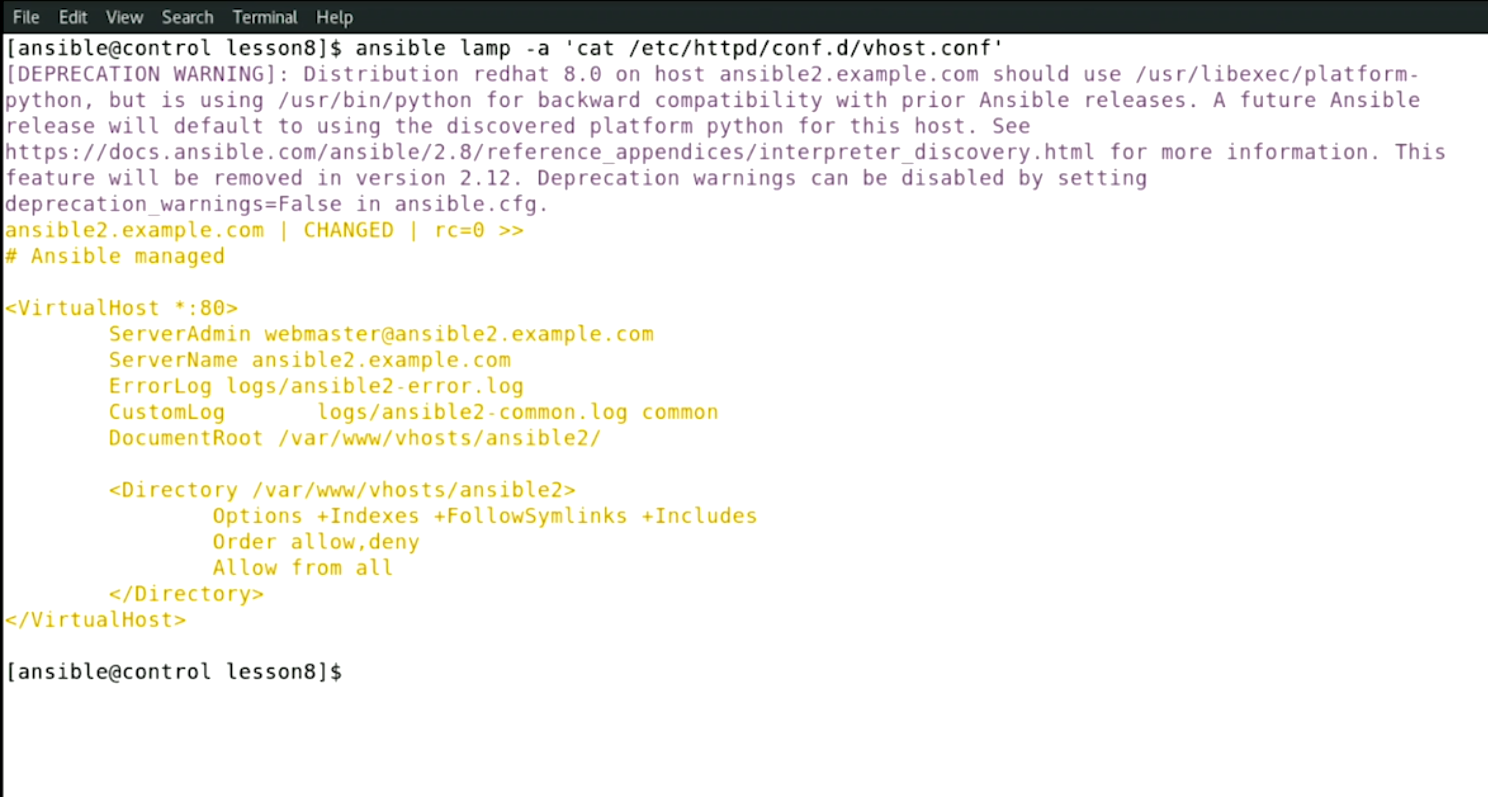 File Edit View Search Terminal Help
[ansible@control lesson8]$ ansible lamp -a 'cat /etc/httpd/conf.d/vhost.conf'
[DEPRECATION WARNING]: Distribution redhat 8.0 on host ansible2.example.com should use /usr/libexec/platform-
python, but is using /usr/bin/python for backward compatibility with prior Ansible releases. A future Ansible
release will default to using the discovered platform python for this host. See
https://docs.ansible.com/ansible/2.8/reference_appendices/interpreter_discovery.html for more information. This
feature will be removed in version 2.12. Deprecation warnings can be disabled by setting
deprecation_warnings=False in ansible.cfg.
ansible2.example.com | CHANGED | rc=0 >>
# Ansible managed

<VirtualHost *:80>
        ServerAdmin webmaster@ansible2.example.com
        ServerName ansible2.example.com
        ErrorLog logs/ansible2-error.log
        CustomLog       logs/ansible2-common.log common
        DocumentRoot /var/www/vhosts/ansible2/

        <Directory /var/www/vhosts/ansible2>
                Options +Indexes +FollowSymlinks +Includes
                Order allow,deny
                Allow from all
        </Directory>
</VirtualHost>

[ansible@control lesson8]$